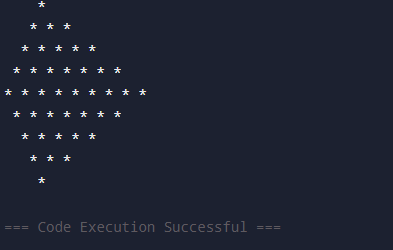 *
   * * *
  * * * * *
 * * * * * * *
* * * * * * * * *
 * * * * * * *
  * * * * *
   * * *
    *
=== Code Execution Successful ===